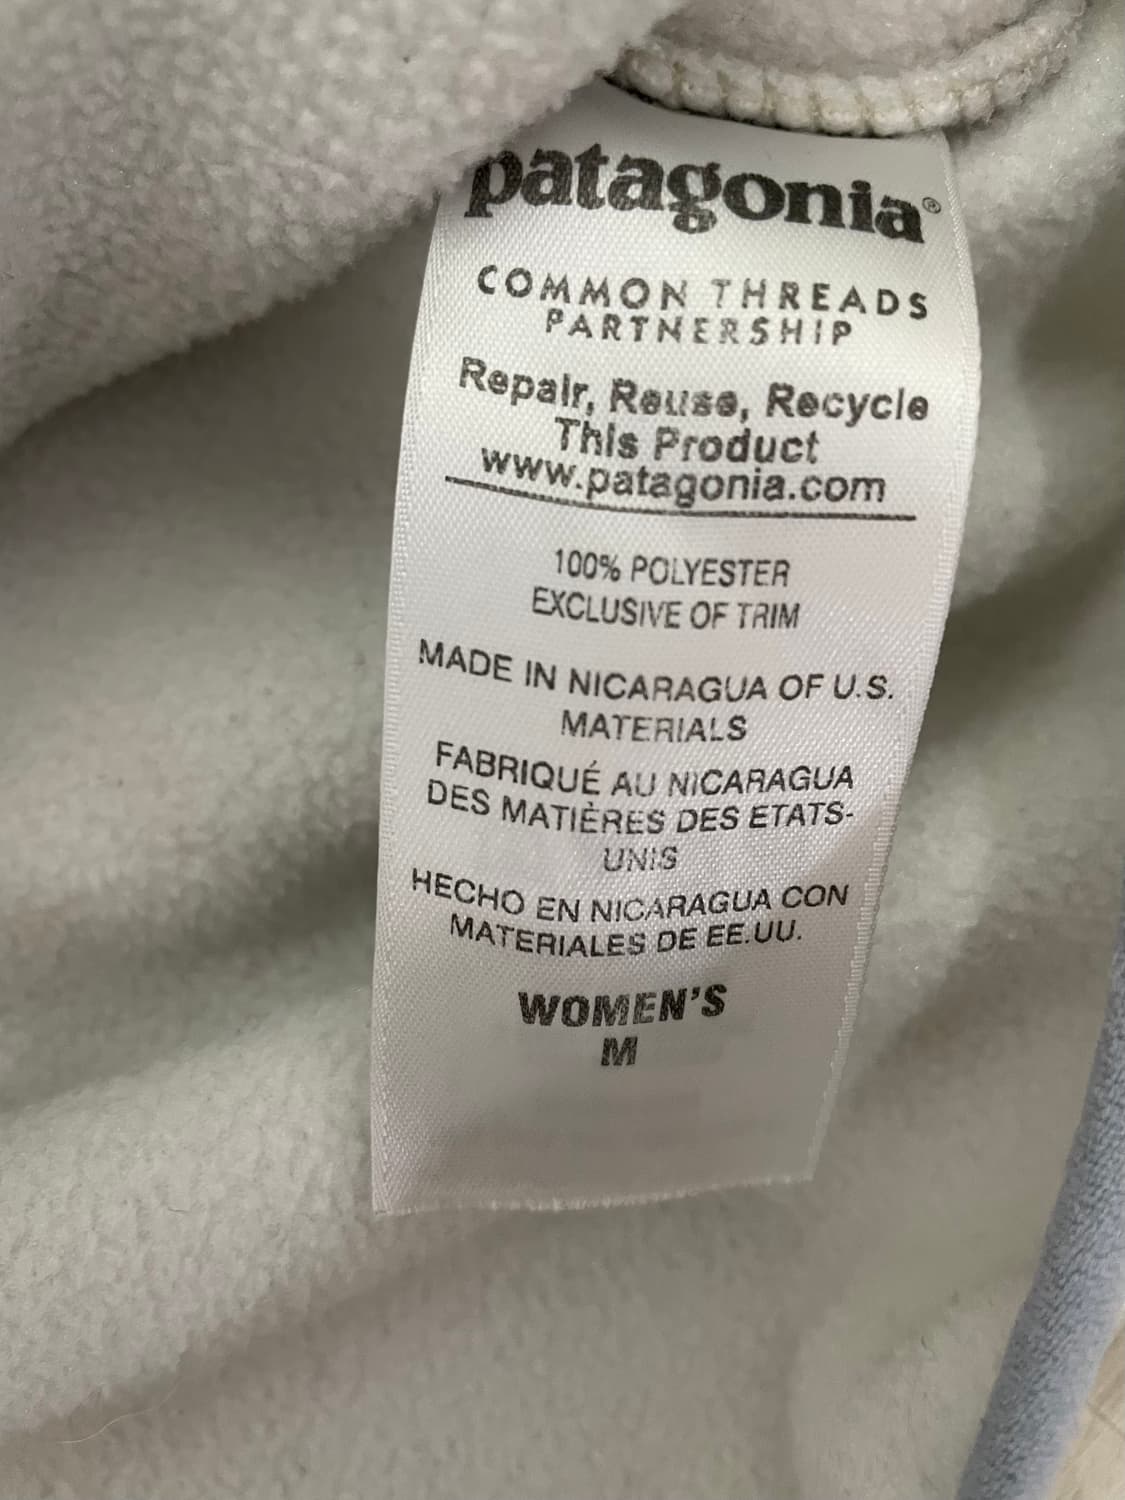 patagonia®
COMMON THREADS
PARTNERSHIP
Repair, Reuse, Recycle
This Product
www.patagonia.com
100% POLYESTER
EXCLUSIVE OF TRIM
MADE IN NICARAGUA OF U.S.
MATERIALS
FABRIQUÉ AU NICARAGUA
DES MATIÈRES DES ETATS-
UNIS
HECHO EN NICARAGUA CON
MATERIALES DE EE.UU.
WOMEN'S
M